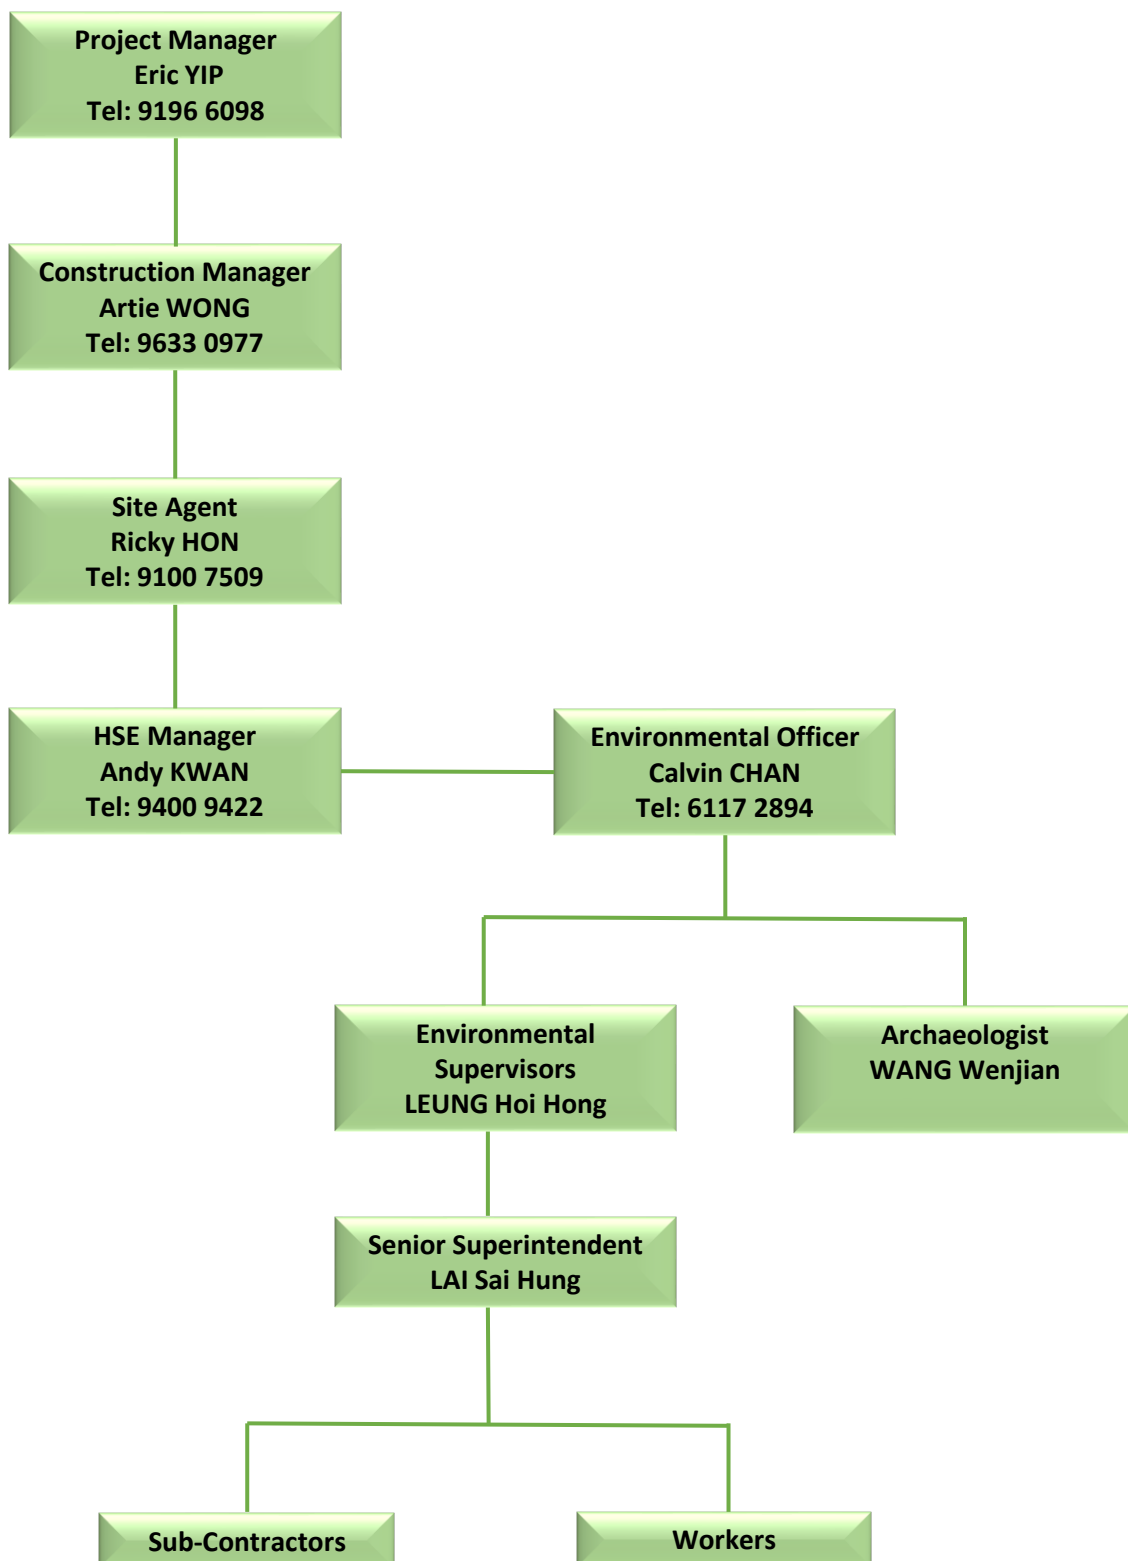 Project Manager
Eric YIP
Tel: 9196 6098
Construction Manager
Artie WONG
Tel: 9633 0977
Site Agent
Ricky HON
Tel: 9100 7509
HSE Manager
Andy KWAN
Tel: 9400 9422
Environmental Officer
Calvin CHAN
Tel: 6117 2894
Environmental
Supervisors
LEUNG Hoi Hong
Archaeologist
WANG Wenjian
Senior Superintendent
LAI Sai Hung
Sub-Contractors
Workers